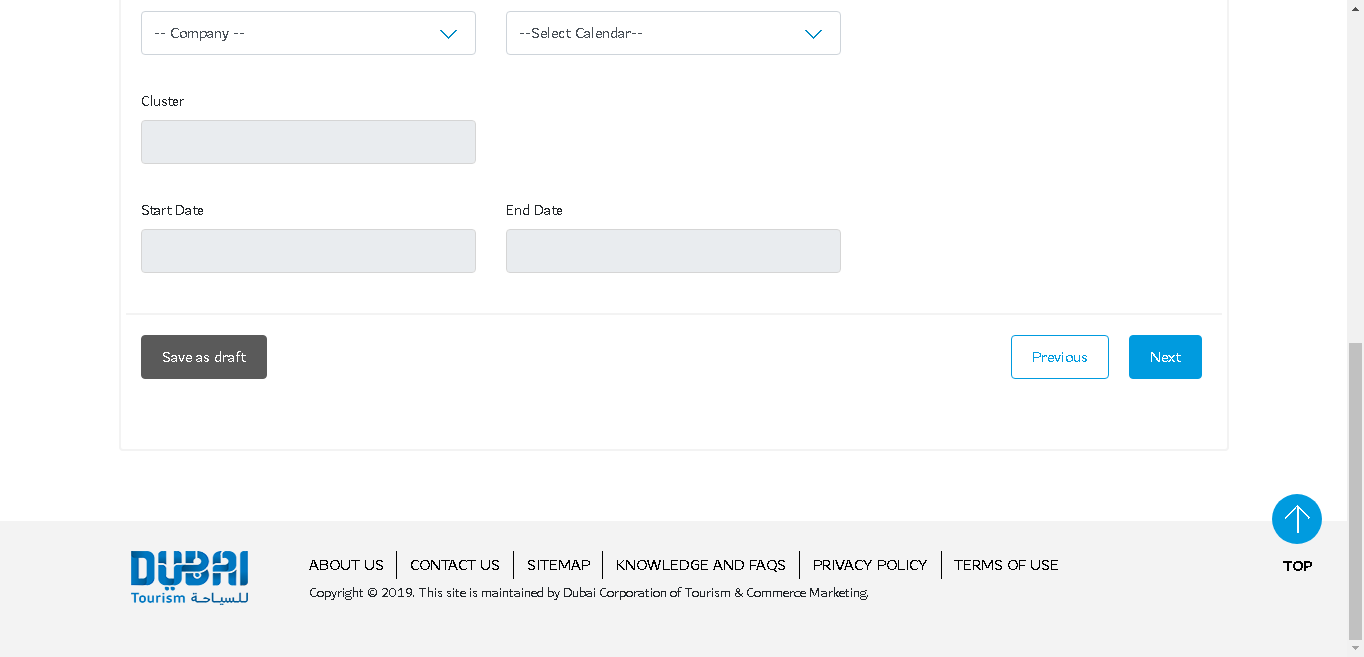 -- Company --
--Select Calendar--
Cluster
Start Date
End Date
Save as draft
Previous
Next
TOP
DUBAI
Tourism للسياحة
ABOUT US
CONTACT US
SITEMAP
KNOWLEDGE AND FAQS
PRIVACY POLICY
TERMS OF USE
Copyright © 2019. This site is maintained by Dubai Corporation of Tourism & Commerce Marketing.